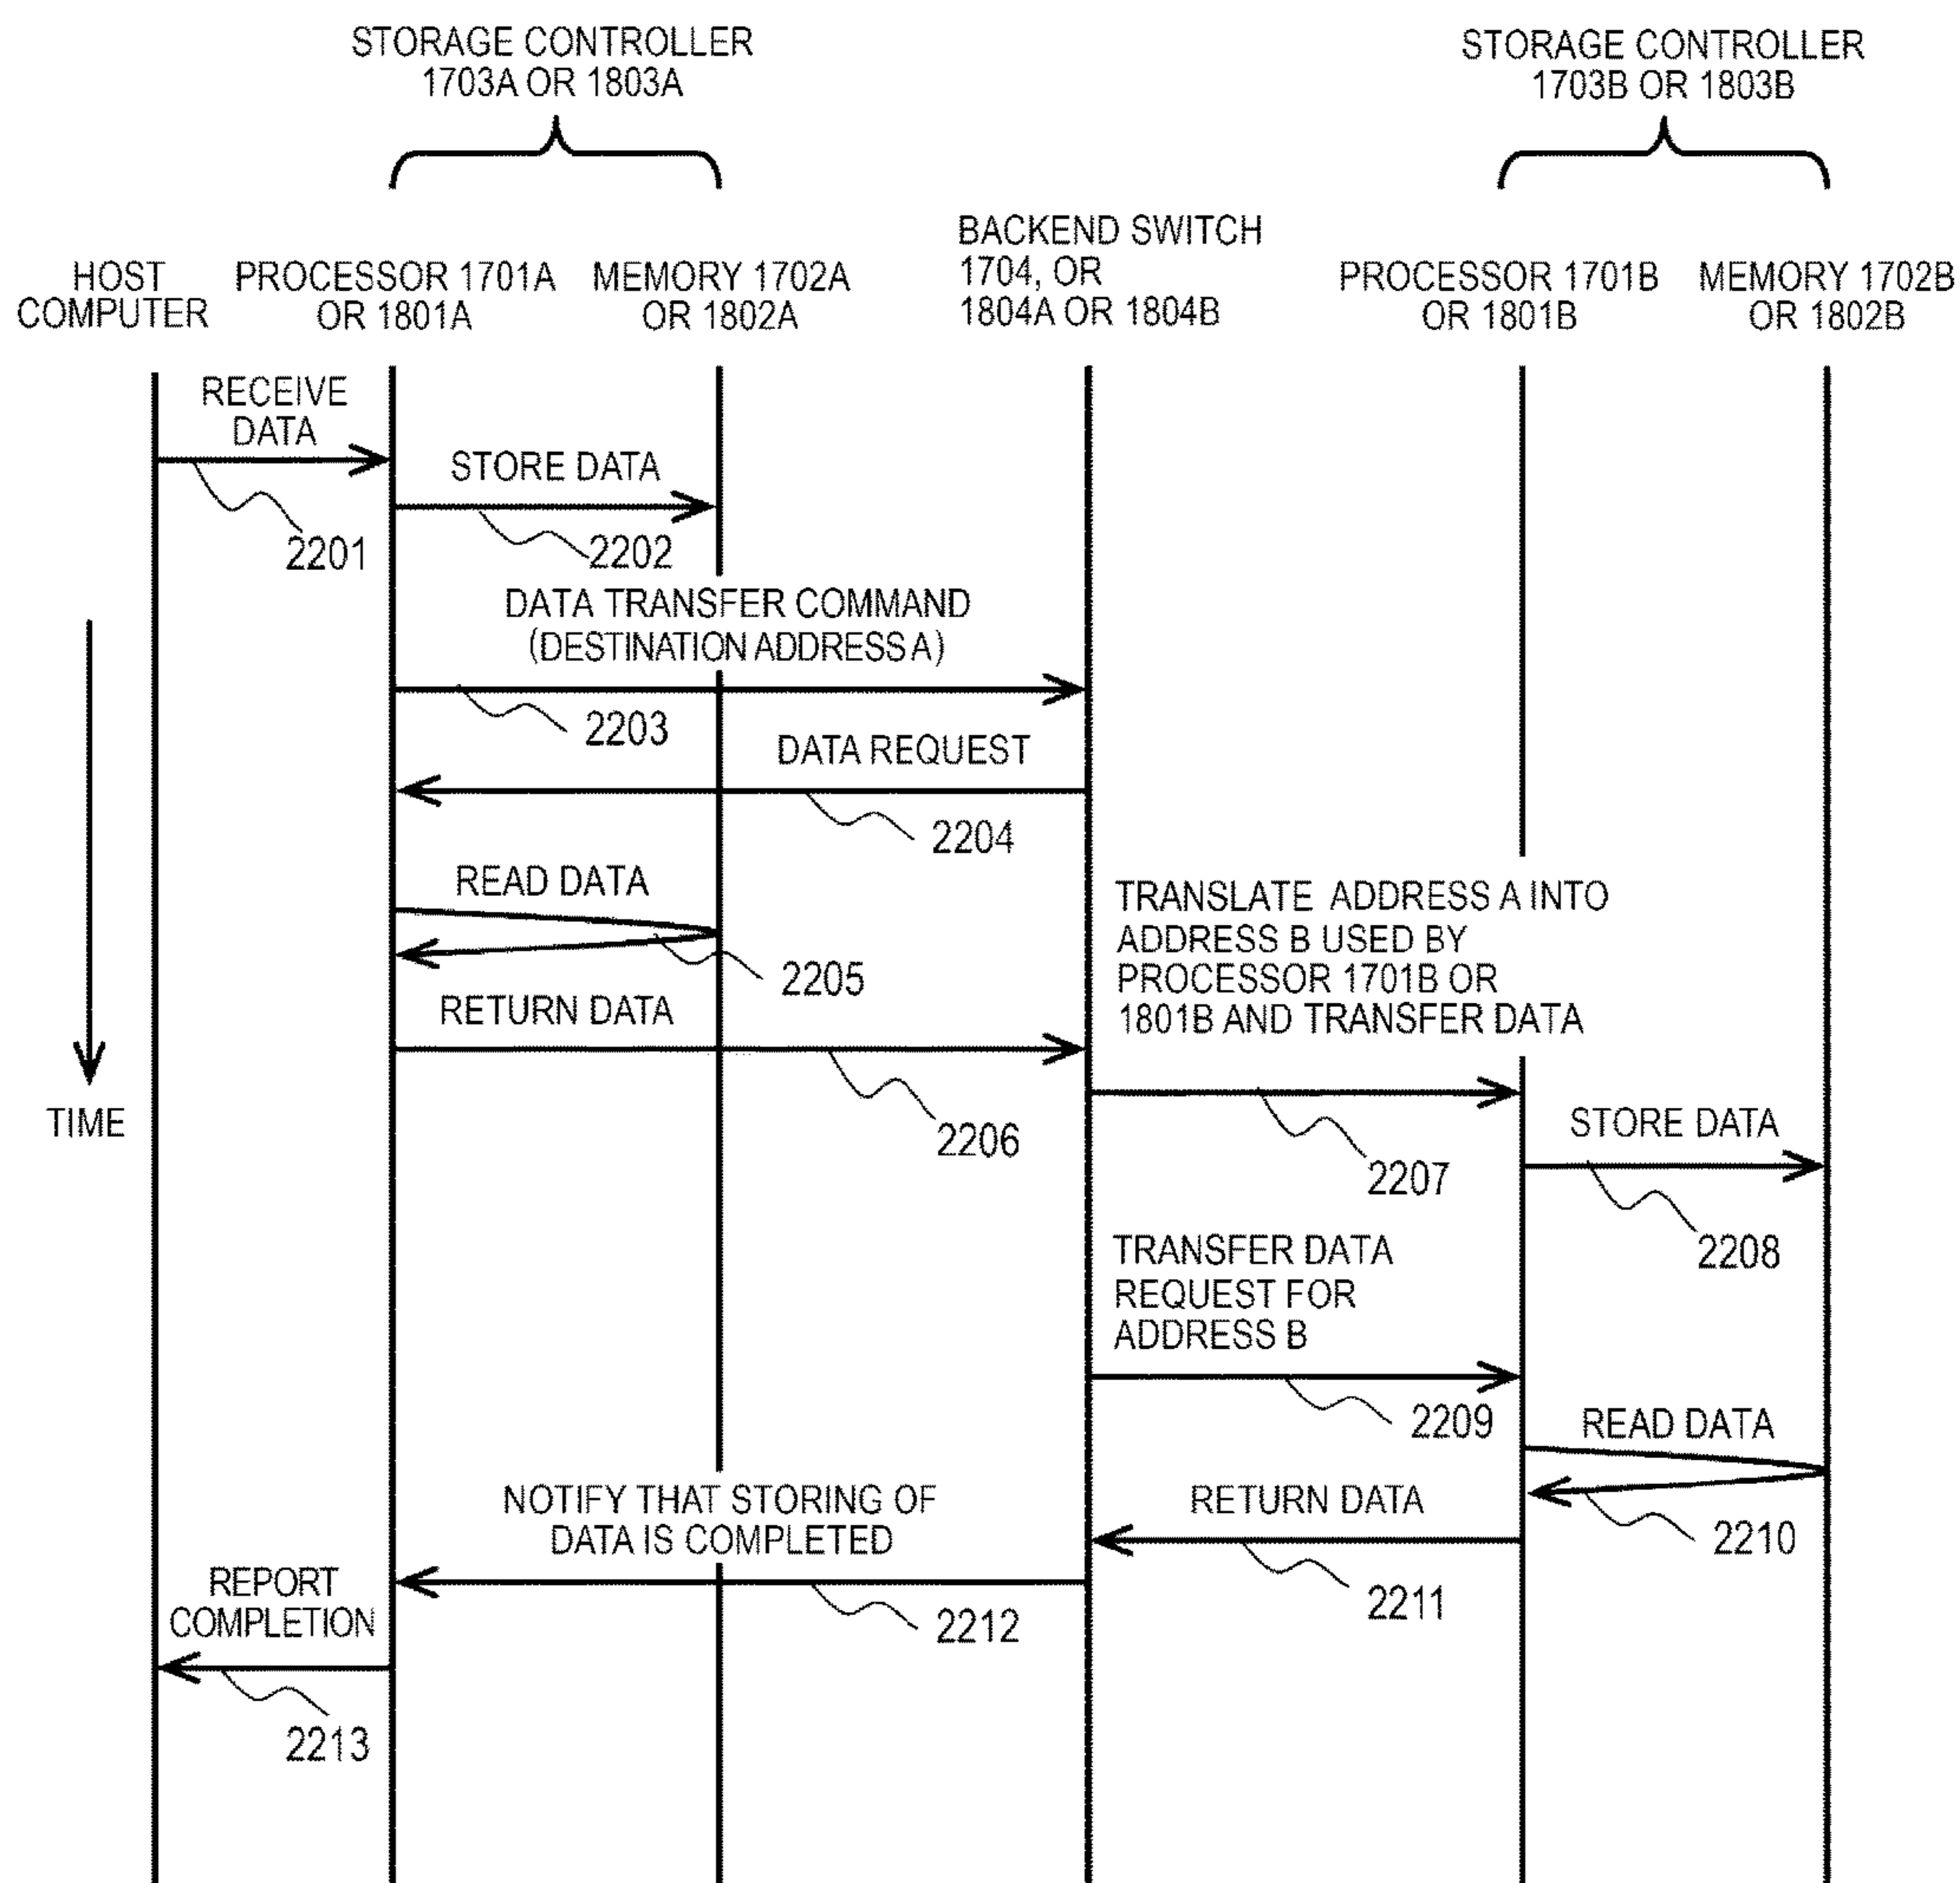 STORAGE CONTROLLER
1703A OR 1803A
STORAGE CONTROLLER
1703B OR 1803B
HOST
COMPUTER
PROCESSOR 1701A
OR 1801A
MEMORY 1702A
OR 1802A
BACKEND SWITCH
1704, OR
1804A OR 1804B
PROCESSOR 1701B
OR 1801B
MEMORY 1702B
OR 1802B
RECEIVE
DATA
2201
STORE DATA
2202
DATA TRANSFER COMMAND
(DESTINATION ADDRESS A)
2203
DATA REQUEST
2204
READ DATA
2205
RETURN DATA
2206
TRANSLATE ADDRESS A INTO
ADDRESS B USED BY
PROCESSOR 1701B OR
1801B AND TRANSFER DATA
2207
TIME
STORE DATA
2208
TRANSFER DATA
REQUEST FOR
ADDRESS B
2209
READ DATA
2210
RETURN DATA
2211
NOTIFY THAT STORING OF
DATA IS COMPLETED
2212
REPORT
COMPLETION
2213